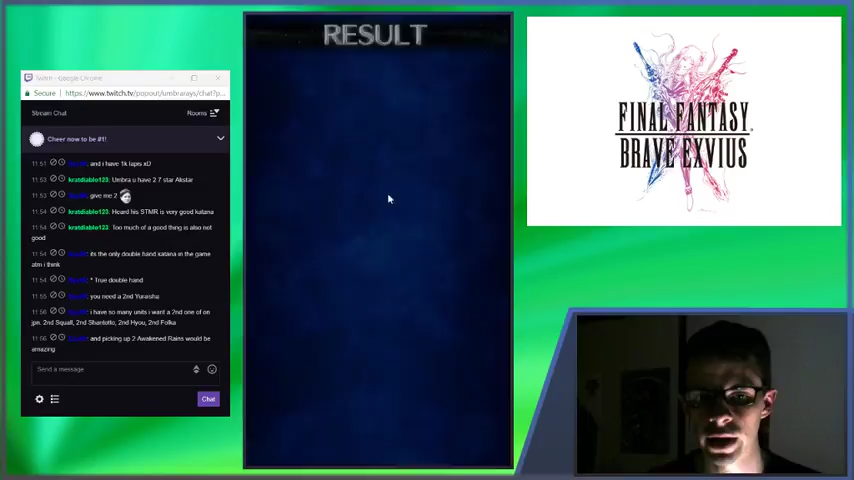 RESULT
Twitch - Google Chrome
Secure https://www.twitch.tv/popout/umbrarays/chat?p...
Stream Chat
Rooms
Cheer now to be #1!
11:51 and i have 1k lapis xD
11:53 kratdiablo123: Umbra u have 2 7 star Akstar
11:53 give me 2
11:54 kratdiablo123: Heard his STMR is very good katana
11:54 kratdiablo123: Too much of a good thing is also not
good
11:54 its the only double hand katana in the game
atm i think
11:54 * True double hand
11:55 you need a 2nd Yuraisha
11:56 i have so many units i want a 2nd one of on
jpn. 2nd Squall, 2nd Shantotto, 2nd Hyou, 2nd Folka
11:56 and picking up 2 Awakened Rains would be
amazing
Send a message
Chat
FINAL FANTASY
BRAVE EXVIUS